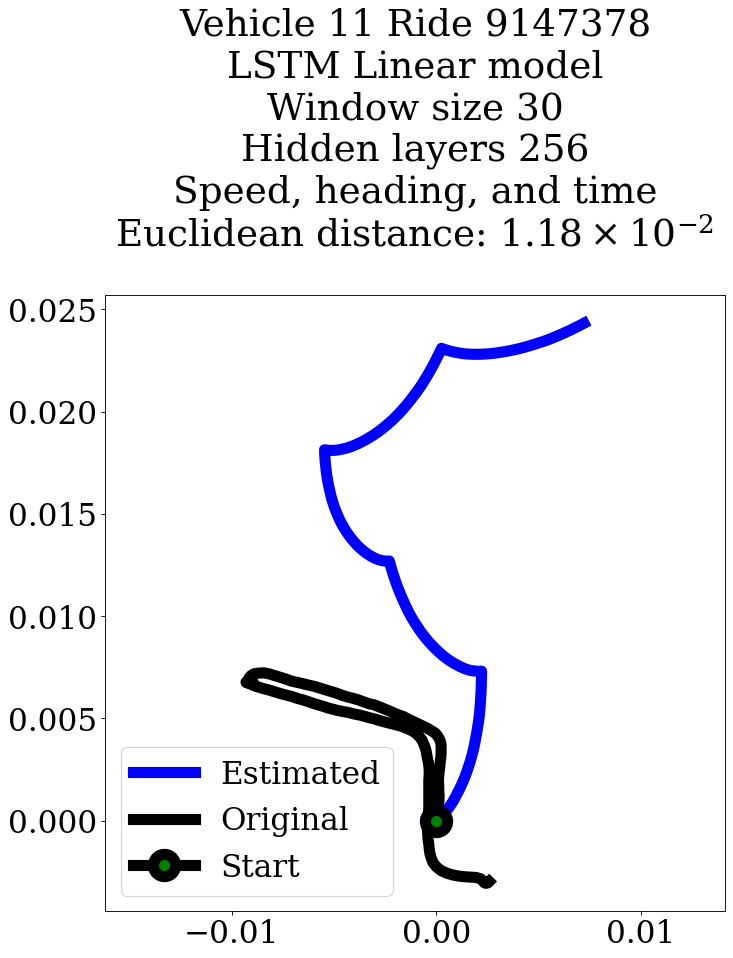 Vehicle 11 Ride 9147378
LSTM Linear model
Window size 30
Hidden layers 256
Speed, heading, and time
Euclidean distance: 1.18 × 10⁻²
0.025
0.020
0.015
0.010
0.005
0.000
Estimated
Original
Start
−0.01 0.00 0.01